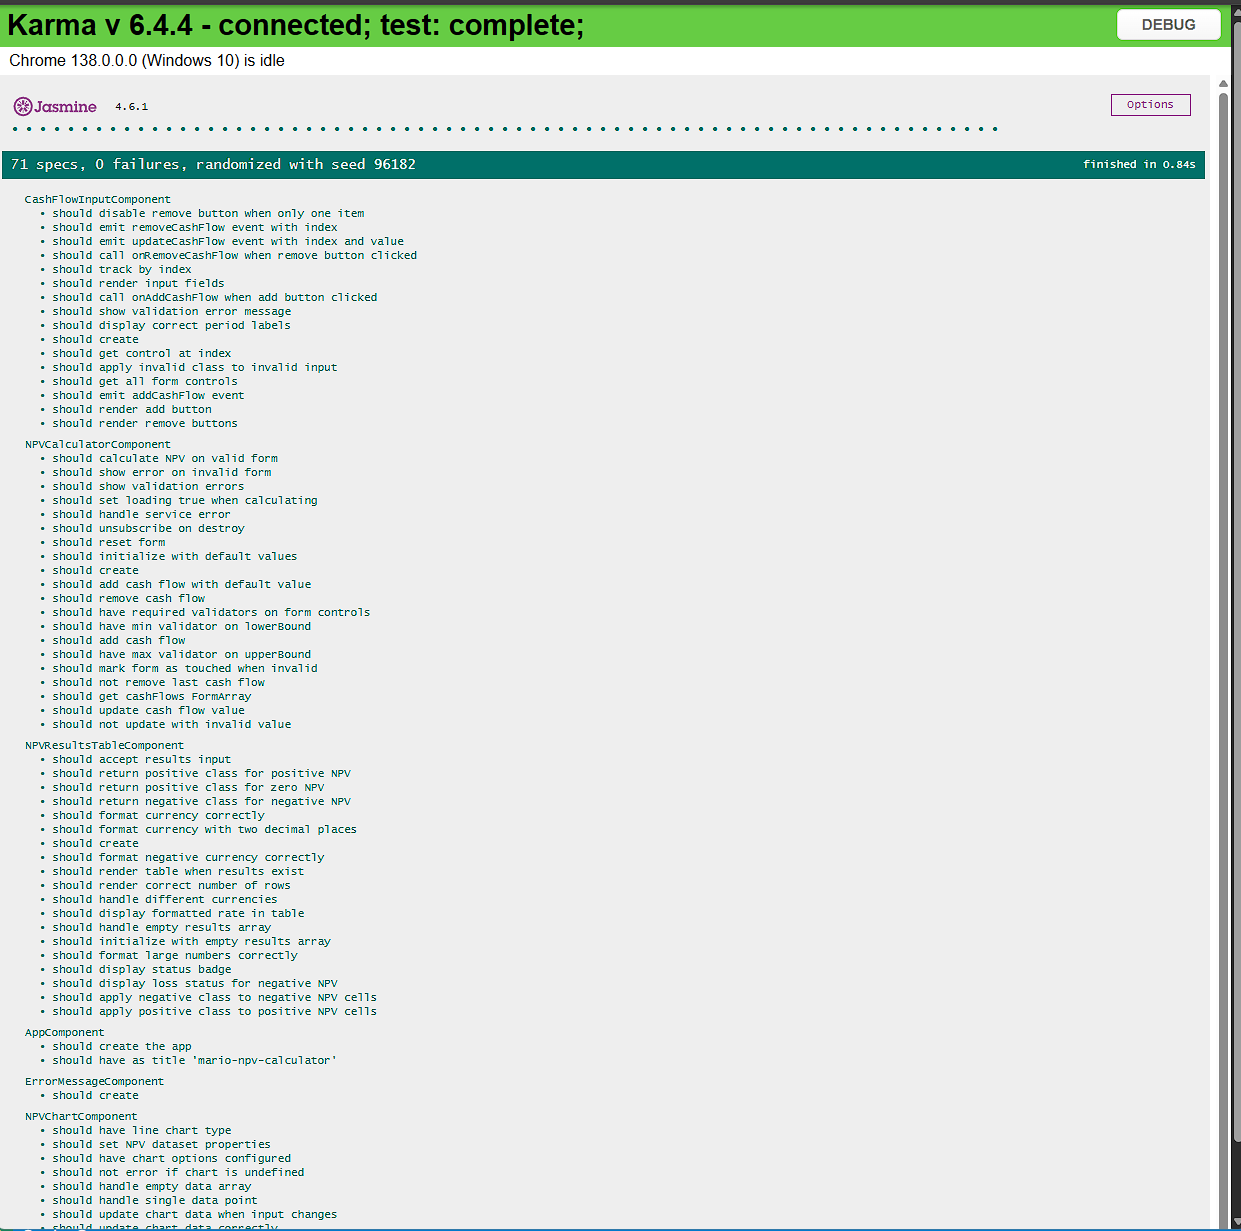 Karma v 6.4.4 - connected; test: complete;
DEBUG
Chrome 138.0.0.0 (Windows 10) is idle
Jasmine 4.6.1
Options
71 specs, 0 failures, randomized with seed 96182
finished in 0.84s
CashFlowInputComponent
• should disable remove button when only one item
• should emit removeCashFlow event with index
• should emit updateCashFlow event with index and value
• should call onRemoveCashFlow when remove button clicked
• should track by index
• should render input fields
• should call onAddCashFlow when add button clicked
• should show validation error message
• should display correct period labels
• should create
• should get control at index
• should apply invalid class to invalid input
• should get all form controls
• should emit addCashFlow event
• should render add button
• should render remove buttons
NPVCalculatorComponent
• should calculate NPV on valid form
• should show error on invalid form
• should show validation errors
• should set loading true when calculating
• should handle service error
• should unsubscribe on destroy
• should reset form
• should initialize with default values
• should create
• should add cash flow with default value
• should remove cash flow
• should have required validators on form controls
• should have min validator on lowerBound
• should add cash flow
• should have max validator on upperBound
• should mark form as touched when invalid
• should not remove last cash flow
• should get cashFlows FormArray
• should update cash flow value
• should not update with invalid value
NPVResultsTableComponent
• should accept results input
• should return positive class for positive NPV
• should return positive class for zero NPV
• should return negative class for negative NPV
• should format currency correctly
• should format currency with two decimal places
• should create
• should format negative currency correctly
• should render table when results exist
• should render correct number of rows
• should handle different currencies
• should display formatted rate in table
• should handle empty results array
• should initialize with empty results array
• should format large numbers correctly
• should display status badge
• should display loss status for negative NPV
• should apply negative class to negative NPV cells
• should apply positive class to positive NPV cells
AppComponent
• should create the app
• should have as title 'mario-npv-calculator'
ErrorMessageComponent
• should create
NPVChartComponent
• should have line chart type
• should set NPV dataset properties
• should have chart options configured
• should not error if chart is undefined
• should handle empty data array
• should handle single data point
• should update chart data when input changes
• should update chart data correctly